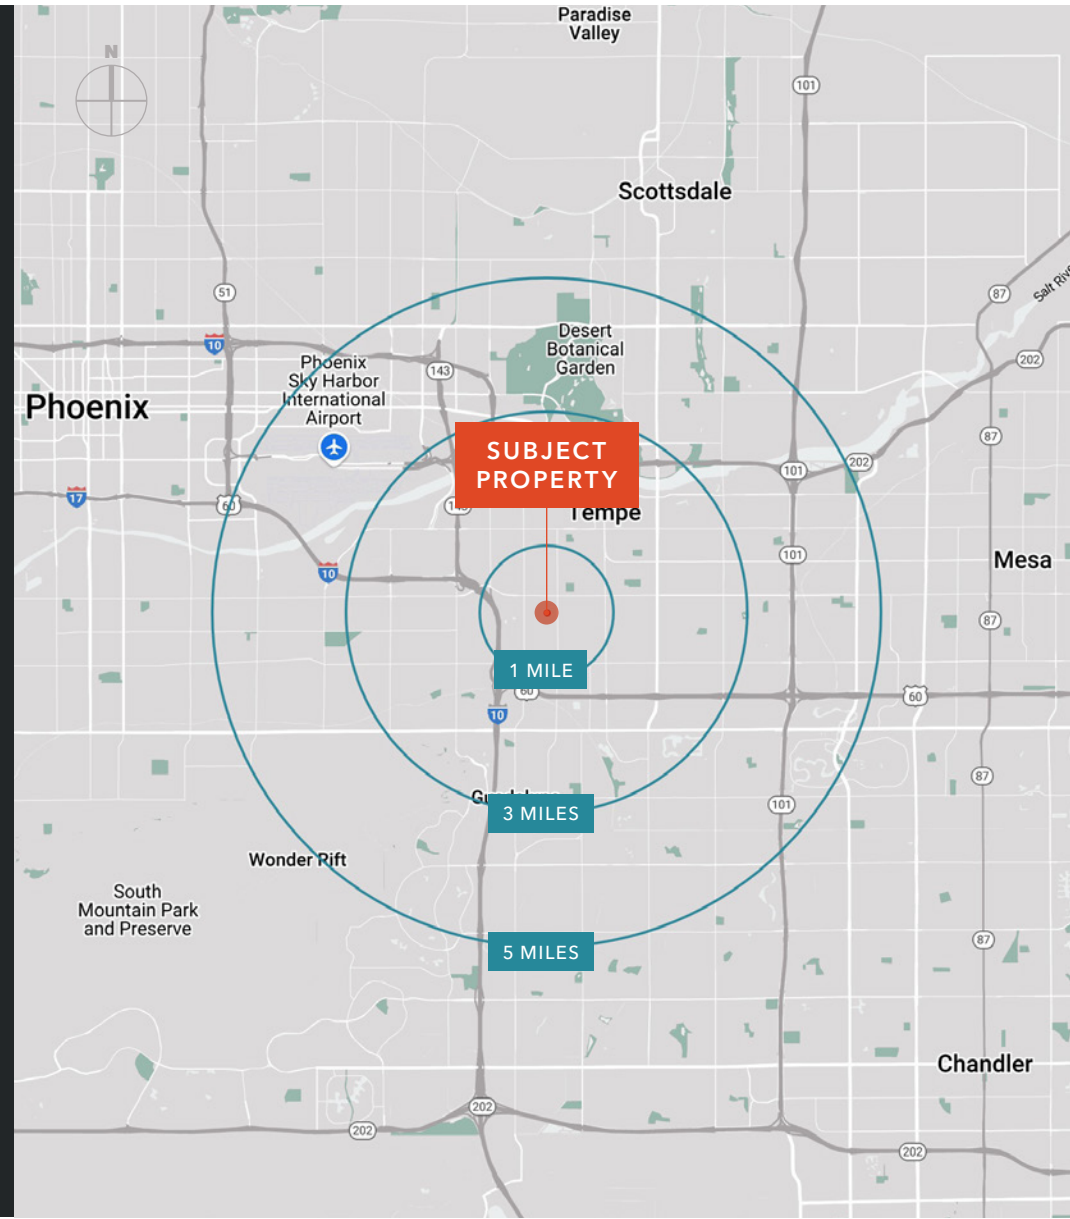 Paradise
Valley
N
101
Scottsdale
51
87
Salt
10
Desert
Botanical
Garden
202
Phoenix
Sky Harbor
International
Airport
143
Phoenix
SUBJECT
PROPERTY
87
101
202
17
60
Tempe
101
Mesa
10
87
1 MILE
60
60
10
87
101
3 MILES
Wonder Rift
South
Mountain Park
and Preserve
87
5 MILES
Chandler
202
202
202